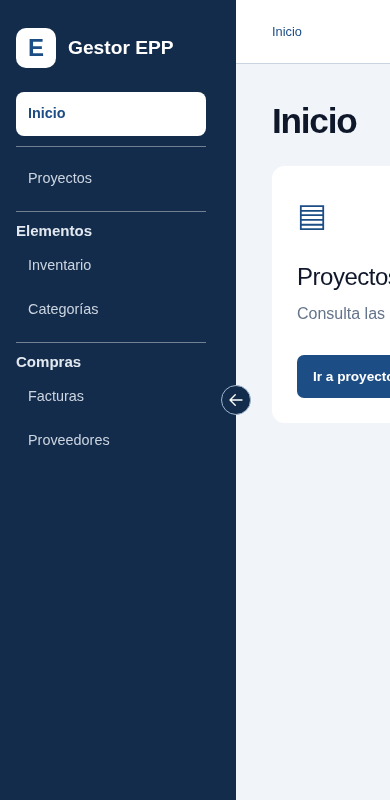 E Gestor EPP
Inicio
Proyectos
Elementos
Inventario
Categorías
Compras
Facturas
Proveedores
Inicio
Inicio
Proyectos
Consulta las
Ir a proyecto